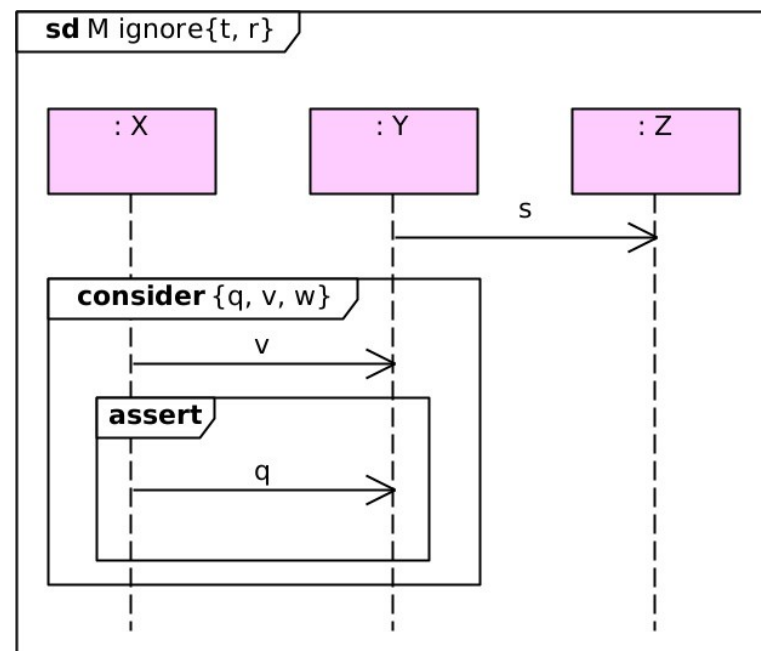 sd M ignore{t, r}
: X
: Y
: Z
s
consider {q, v, w}
v
assert
q